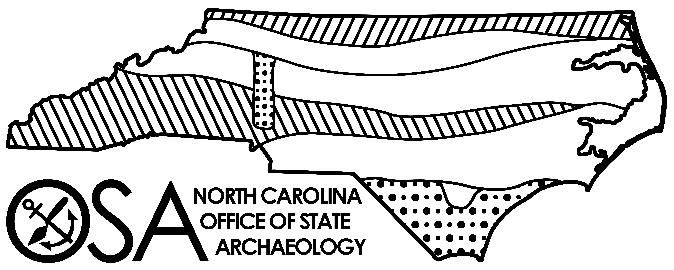 OSA
NORTH CAROLINA
OFFICE OF STATE
ARCHAEOLOGY